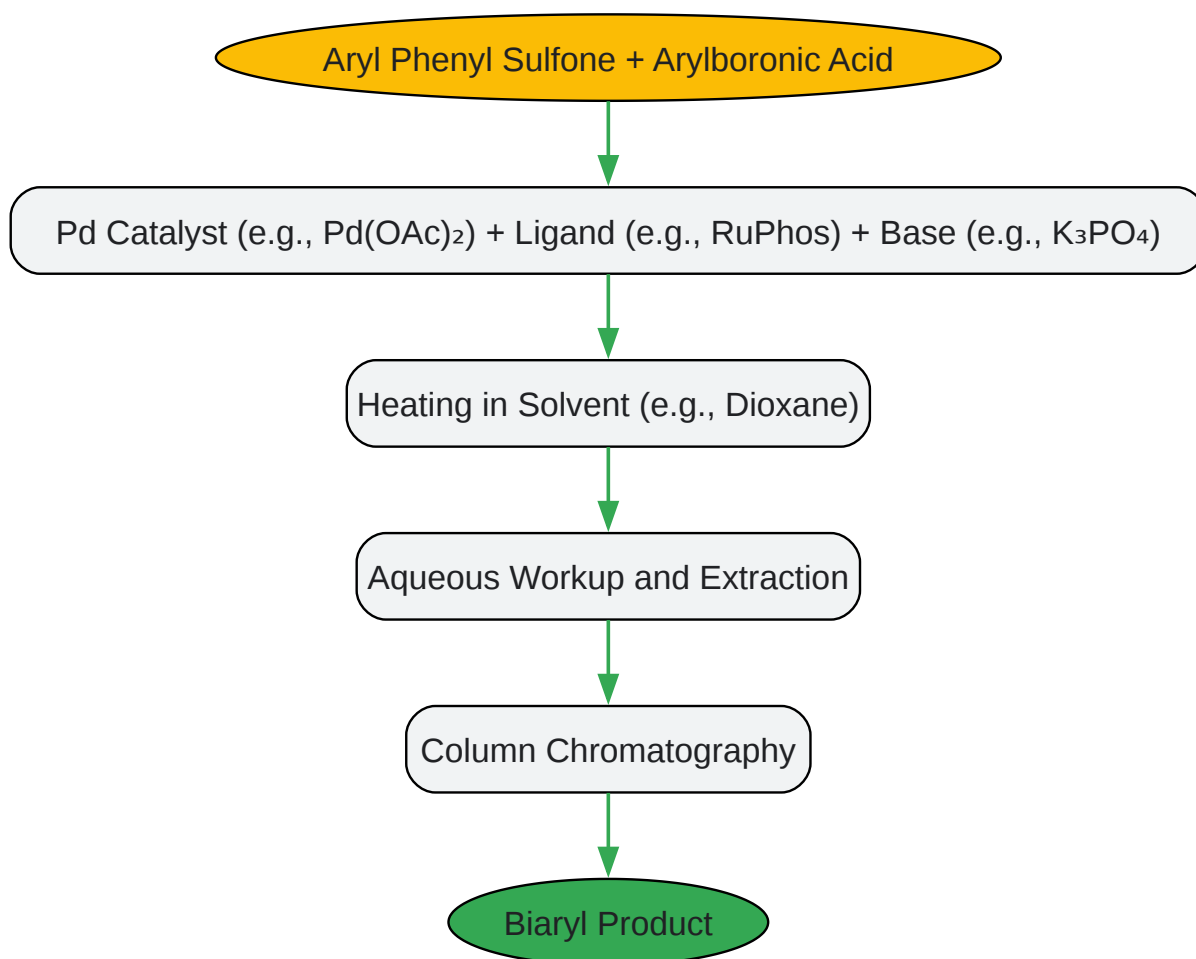 Aryl Phenyl Sulfone + Arylboronic Acid
Pd Catalyst (e.g., Pd(OAc)₂) + Ligand (e.g., RuPhos) + Base (e.g., K₃PO₄)
Heating in Solvent (e.g., Dioxane)
Aqueous Workup and Extraction
Column Chromatography
Biaryl Product